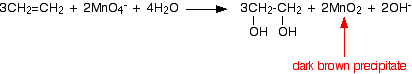 3CH₂=CH₂ + 2MnO₄⁻ + 4H₂O ⟶ 3CH₂-CH₂ + 2MnO₂ + 2OH⁻
OH OH
dark brown precipitate